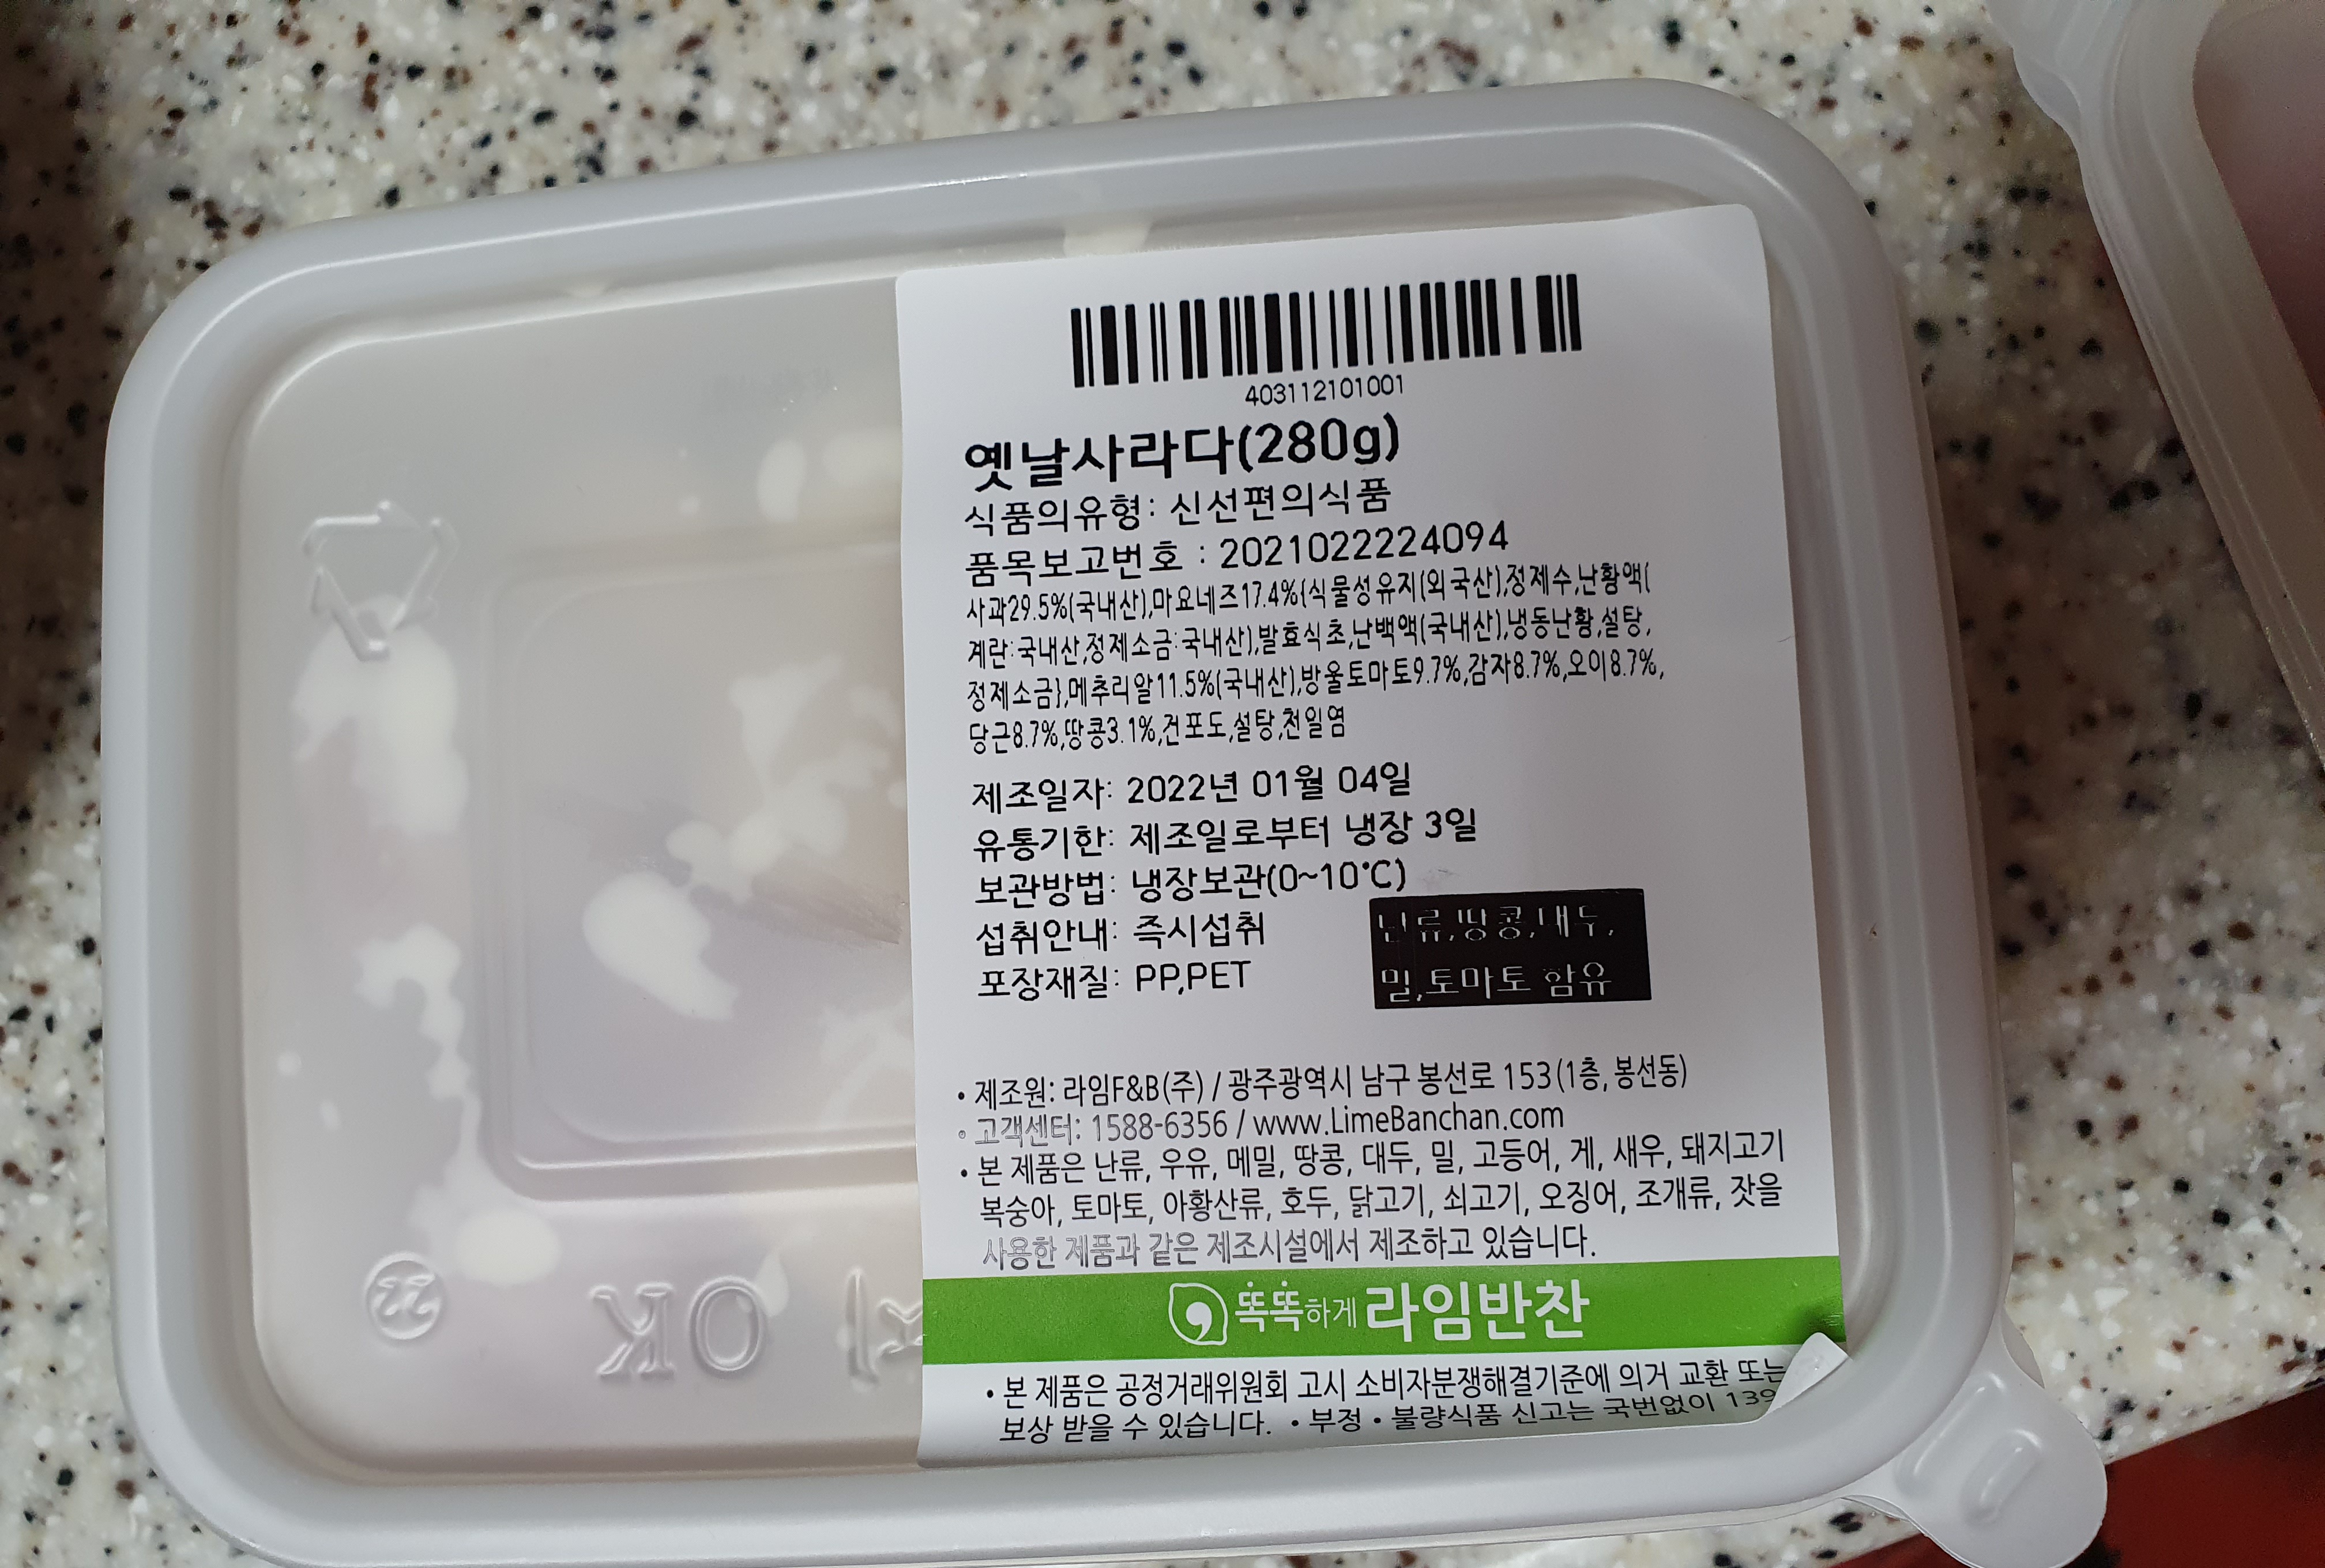 403112101001
옛날사라다(280g)
식품의유형: 신선편의식품
품목보고번호 : 2021022224094
사과29.5%(국내산),마요네즈17.4%{식물성유지(외국산),정제수,난황액(
계란:국내산,정제소금:국내산),발효식초,난백액(국내산),냉동난황,설탕,
정제소금},메추리알11.5%(국내산),방울토마토9.7%,감자8.7%,오이8.7%,
당근8.7%,땅콩3.1%,건포도,설탕,천일염
제조일자: 2022년 01월 04일
유통기한: 제조일로부터 냉장 3일
보관방법: 냉장보관(0~10℃)
섭취안내: 즉시섭취
포장재질: PP,PET
난류,땅콩,대두,
밀,토마토 함유
• 제조원: 라임F&B(주) / 광주광역시 남구 봉선로 153(1층, 봉선동)
• 고객센터: 1588-6356 / www.LimeBanchan.com
• 본 제품은 난류, 우유, 메밀, 땅콩, 대두, 밀, 고등어, 게, 새우, 돼지고기
복숭아, 토마토, 아황산류, 호두, 닭고기, 쇠고기, 오징어, 조개류, 잣을
사용한 제품과 같은 제조시설에서 제조하고 있습니다.
똑똑하게 라임반찬
• 본 제품은 공정거래위원회 고시 소비자분쟁해결기준에 의거 교환 또는
보상 받을 수 있습니다. • 부정 • 불량식품 신고는 국번없이 139
22
OK